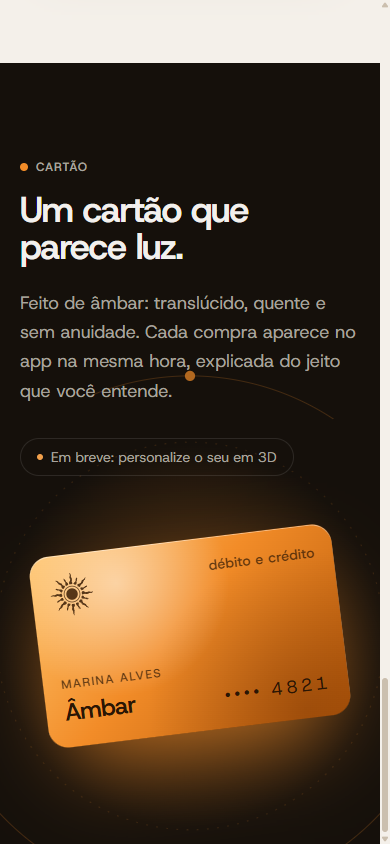 CARTÃO
Um cartão que
parece luz.
Feito de âmbar: translúcido, quente e
sem anuidade. Cada compra aparece no
app na mesma hora, explicada do jeito
que você entende.
Em breve: personalize o seu em 3D
débito e crédito
MARINA ALVES
Âmbar
•••• 4821